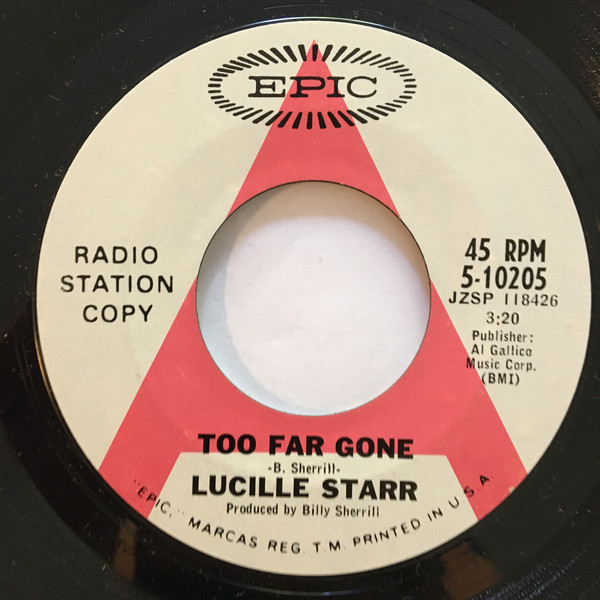 EPIC
RADIO
STATION
COPY
45 RPM
5-10205
JZSP 118426
3:20
Publisher:
Al Gallico
Music Corp.
(BMI)
TOO FAR GONE
-B. Sherrill-
LUCILLE STARR
Produced by Billy Sherrill
"EPIC," MARCAS REG. T.M. PRINTED IN U.S.A.